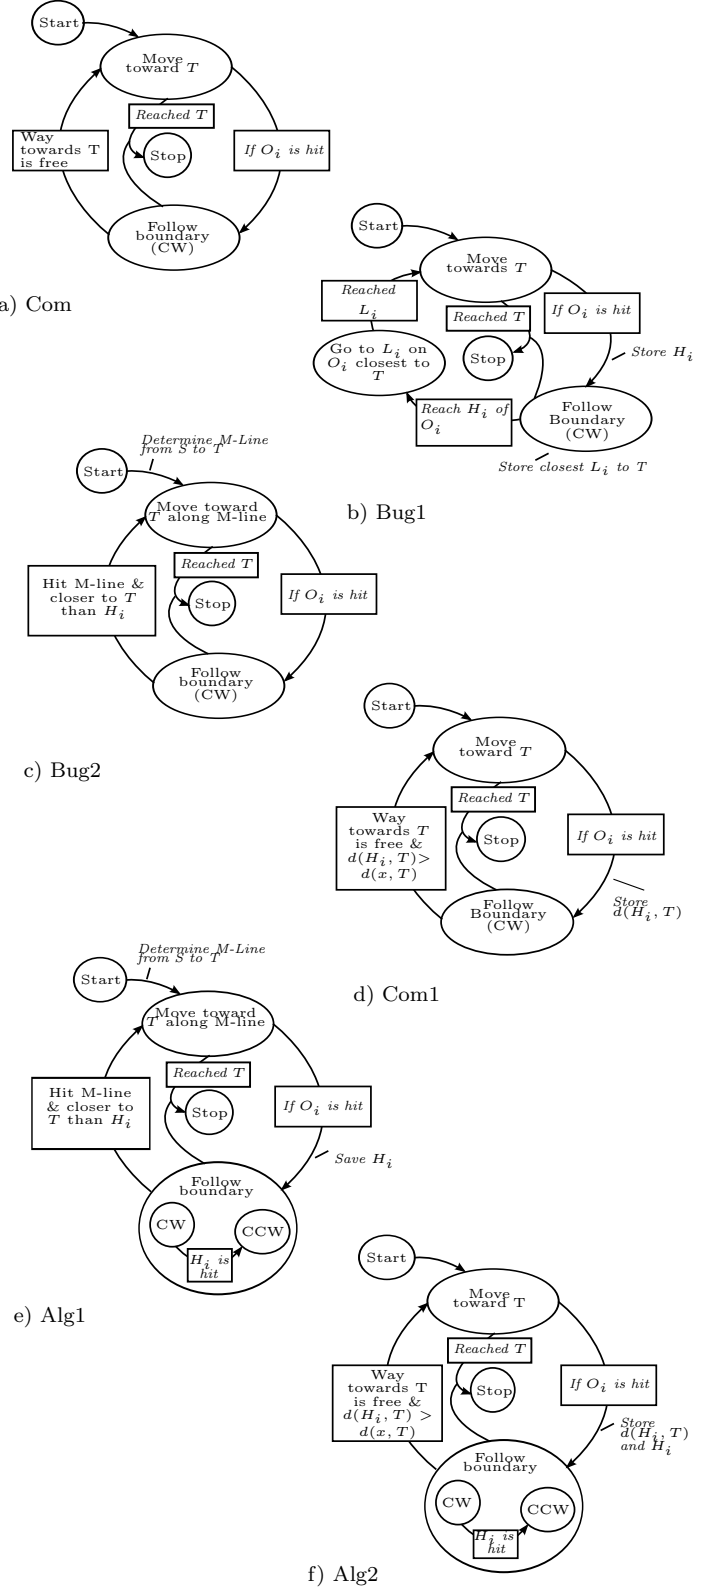 Start
Move
toward T
Reached T
Way
towards T
is free
Stop
If O_i is hit
Follow
boundary
(CW)
a) Com
Start
Move
towards T
Reached
L_i
Reached T
If O_i is hit
Go to L_i on
O_i closest to
T
Stop
Store H_i
Reach H_i of
O_i
Follow
Boundary
(CW)
Store closest L_i to T
b) Bug1
Determine M-Line
from S to T
Start
Move toward
T along M-line
Reached T
Hit M-line &
closer to T
than H_i
Stop
If O_i is hit
Follow
boundary
(CW)
c) Bug2
Start
Move
toward T
Reached T
Way
towards T
is free &
d(H_i, T)>
d(x, T)
Stop
If O_i is hit
Store
d(H_i, T)
Follow
Boundary
(CW)
d) Com1
Determine M-Line
from S to T
Start
Move toward
T along M-line
Reached T
Hit M-line
& closer to
T than H_i
Stop
If O_i is hit
Save H_i
Follow
boundary
CW
CCW
H_i is
hit
e) Alg1
Start
Move
toward T
Reached T
Way
towards T
is free &
d(H_i, T) >
d(x, T)
Stop
If O_i is hit
Store
d(H_i, T)
and H_i
Follow
boundary
CW
CCW
H_i is
hit
f) Alg2